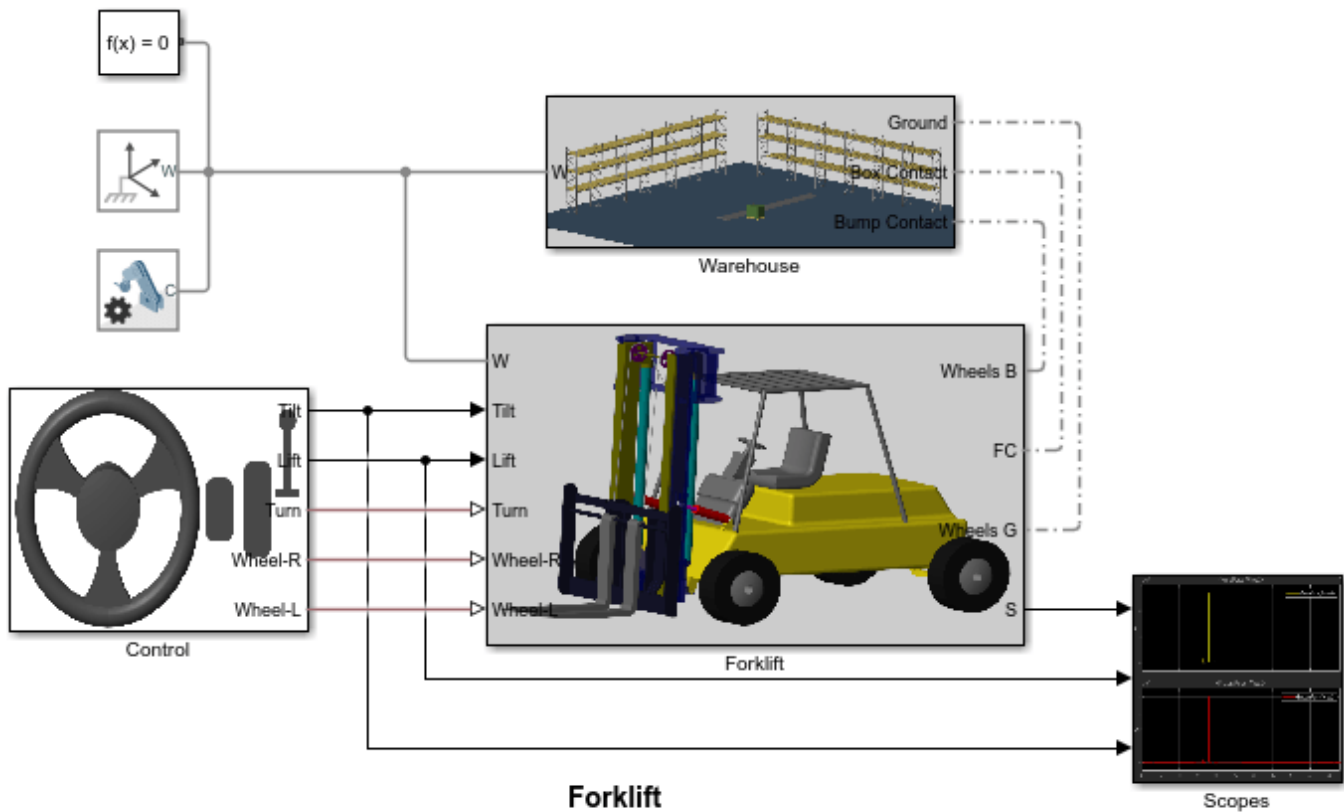 f(x) = 0
W
C
W
Ground
Box Contact
Bump Contact
Warehouse
Tilt
Lift
Turn
Wheel-R
Wheel-L
Control
W
Tilt
Lift
Turn
Wheel-R
Wheel-L
Wheels B
FC
Wheels G
S
Forklift
Scopes
Forklift